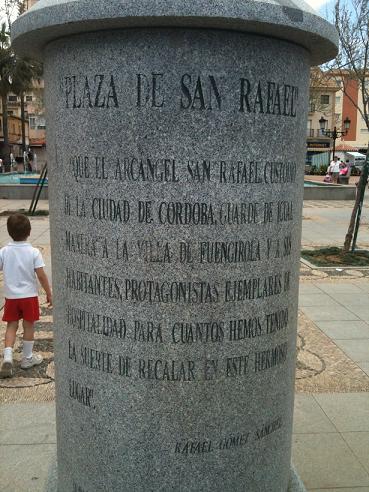 "PLAZA DE SAN RAFAEL"
"QUE EL ARCANGEL SAN RAFAEL, CUSTODIO
DE LA CIUDAD DE CORDOBA, GUARDE DE IGUAL
MANERA A LA VILLA DE FUENGIROLA Y A SUS
HABITANTES, PROTAGONISTAS EJEMPLARES DE
HOSPITALIDAD PARA CUANTOS HEMOS TENIDO
LA SUERTE DE RECALAR EN ESTE HERMOSO
LUGAR".
RAFAEL GOMEZ SANCHEZ